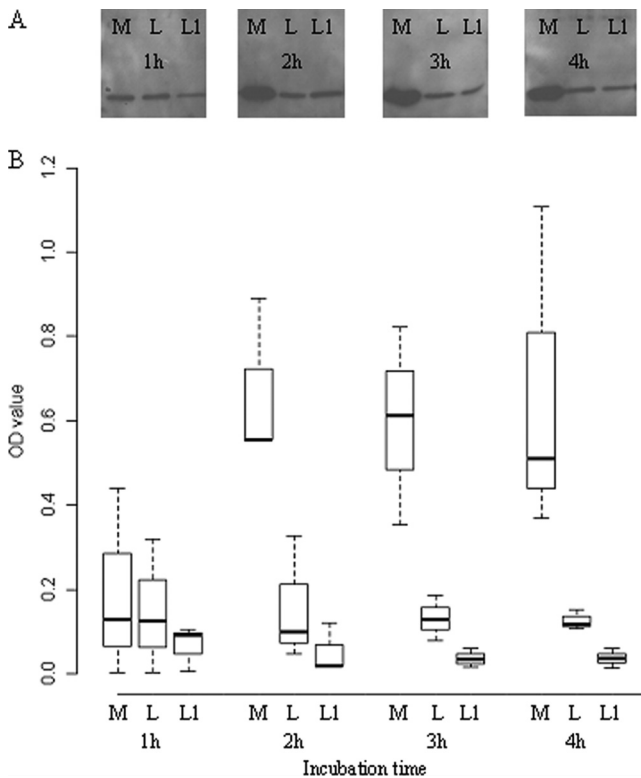 A
M L L1
1h
M L L1
2h
M L L1
3h
M L L1
4h
B
1.2
1.0
0.8
0.6
0.4
0.2
0.0
OD value
M L L1 M L L1 M L L1 M L L1
1h 2h 3h 4h
Incubation time